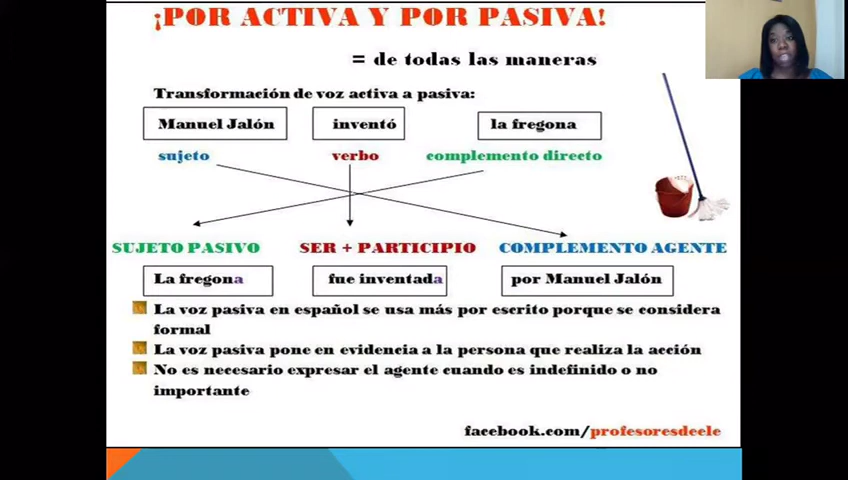 ¡POR ACTIVA Y POR PASIVA!
= de todas las maneras
Transformación de voz activa a pasiva:
Manuel Jalón inventó la fregona
sujeto verbo complemento directo
SUJETO PASIVO SER + PARTICIPIO COMPLEMENTO AGENTE
La fregona fue inventada por Manuel Jalón
La voz pasiva en español se usa más por escrito porque se considera
formal
La voz pasiva pone en evidencia a la persona que realiza la acción
No es necesario expresar el agente cuando es indefinido o no
importante
facebook.com/profesoresdeele